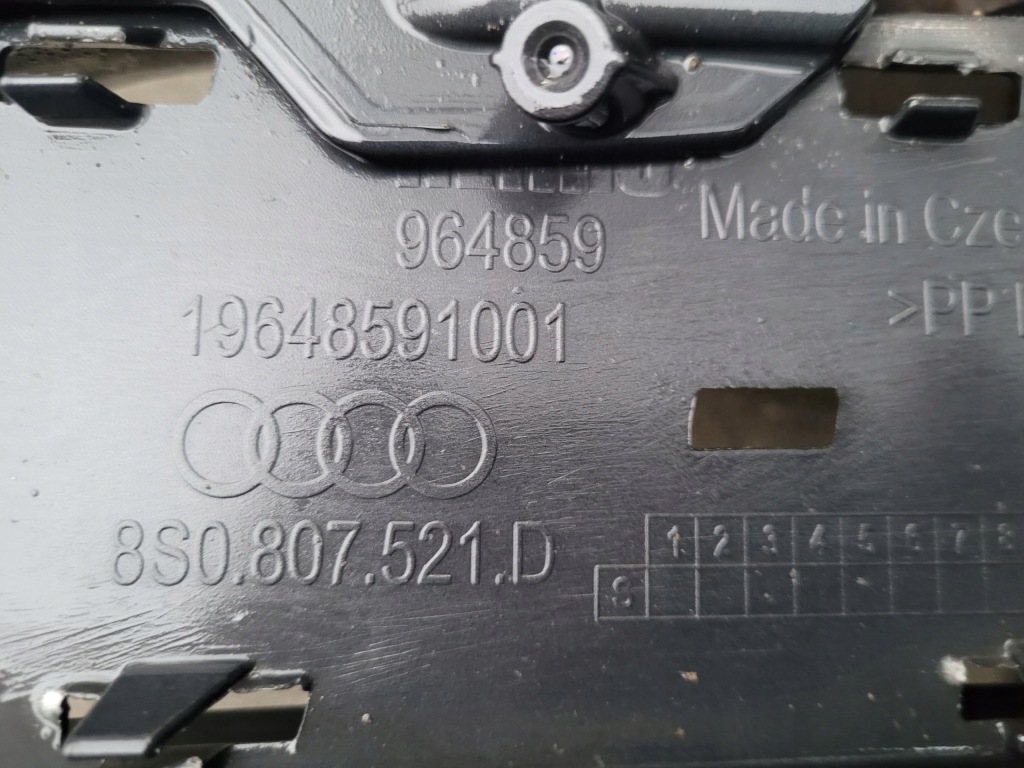 964859
19648591001
Made in Cze
>PP
8S0.807.521.D
1 2 3 4 5 6 7 8
S